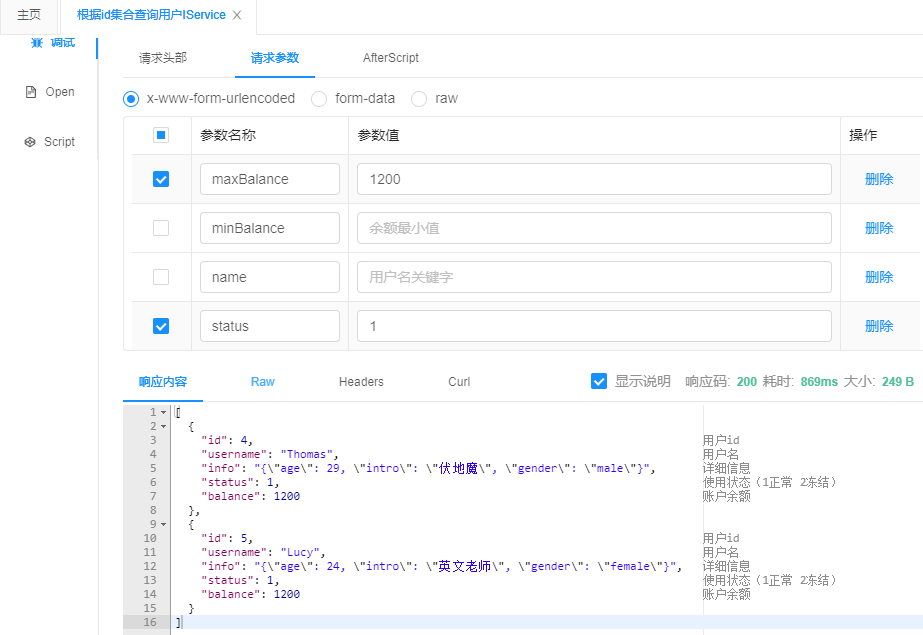 主页 根据id集合查询用户IService
调试
Open
Script
请求头部 请求参数 AfterScript
x-www-form-urlencoded form-data raw
参数名称 参数值 操作
maxBalance 1200 删除
minBalance 余额最小值 删除
name 用户名关键字 删除
status 1 删除
响应内容 Raw Headers Curl 显示说明 响应码: 200 耗时: 869ms 大小: 249 B
1 [
2 {
3 "id": 4, 用户id
4 "username": "Thomas", 用户名
5 "info": "{\"age\": 29, \"intro\": \"伏地魔\", \"gender\": \"male\"}", 详细信息
6 "status": 1, 使用状态（1正常 2冻结）
7 "balance": 1200 账户余额
8 },
9 {
10 "id": 5, 用户id
11 "username": "Lucy", 用户名
12 "info": "{\"age\": 24, \"intro\": \"英文老师\", \"gender\": \"female\"}", 详细信息
13 "status": 1, 使用状态（1正常 2冻结）
14 "balance": 1200 账户余额
15 }
16 ]